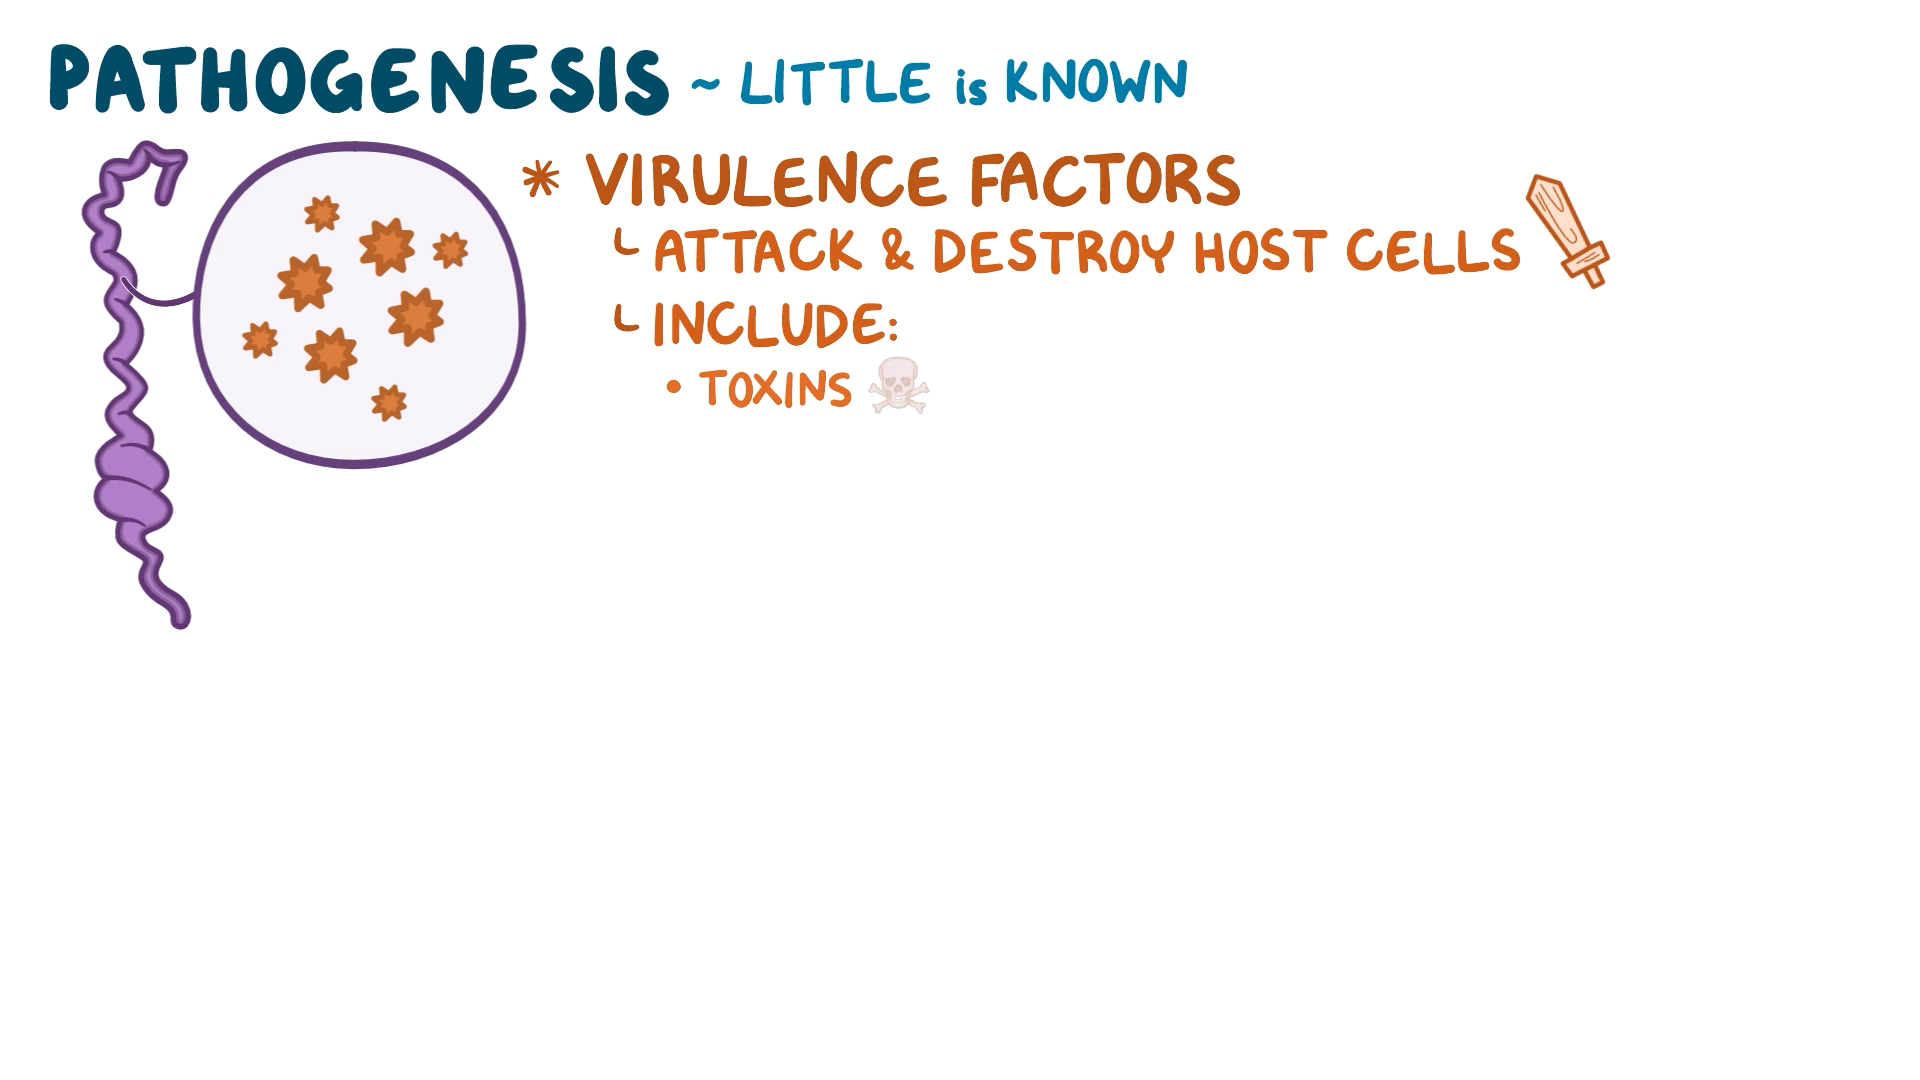 PATHOGENESIS ~ LITTLE is KNOWN
* VIRULENCE FACTORS
ATTACK & DESTROY HOST CELLS
INCLUDE:
• TOXINS